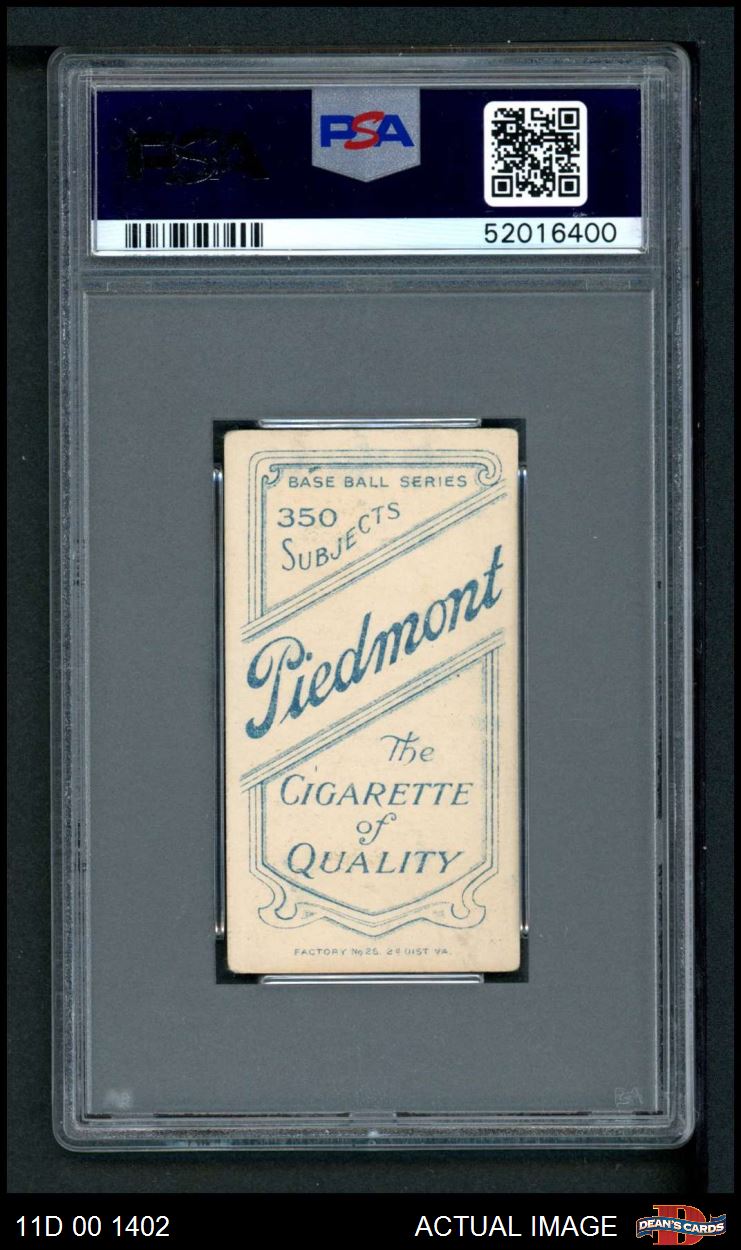 PSA
PSA
52016400
BASE BALL SERIES
350
SUBJECTS
Piedmont
The
CIGARETTE
of
QUALITY
FACTORY No 25. 2d DIST VA.
11D 00 1402
ACTUAL IMAGE
DEAN'S CARDS